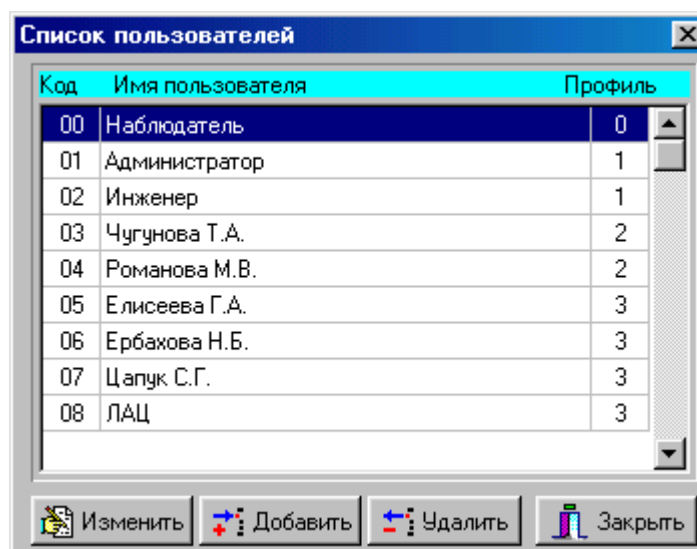 Список пользователей
Код Имя пользователя Профиль
00 Наблюдатель 0
01 Администратор 1
02 Инженер 1
03 Чугунова Т.А. 2
04 Романова М.В. 2
05 Елисеева Г.А. 3
06 Ербахова Н.Б. 3
07 Цапук С.Г. 3
08 ЛАЦ 3
Изменить Добавить Удалить Закрыть